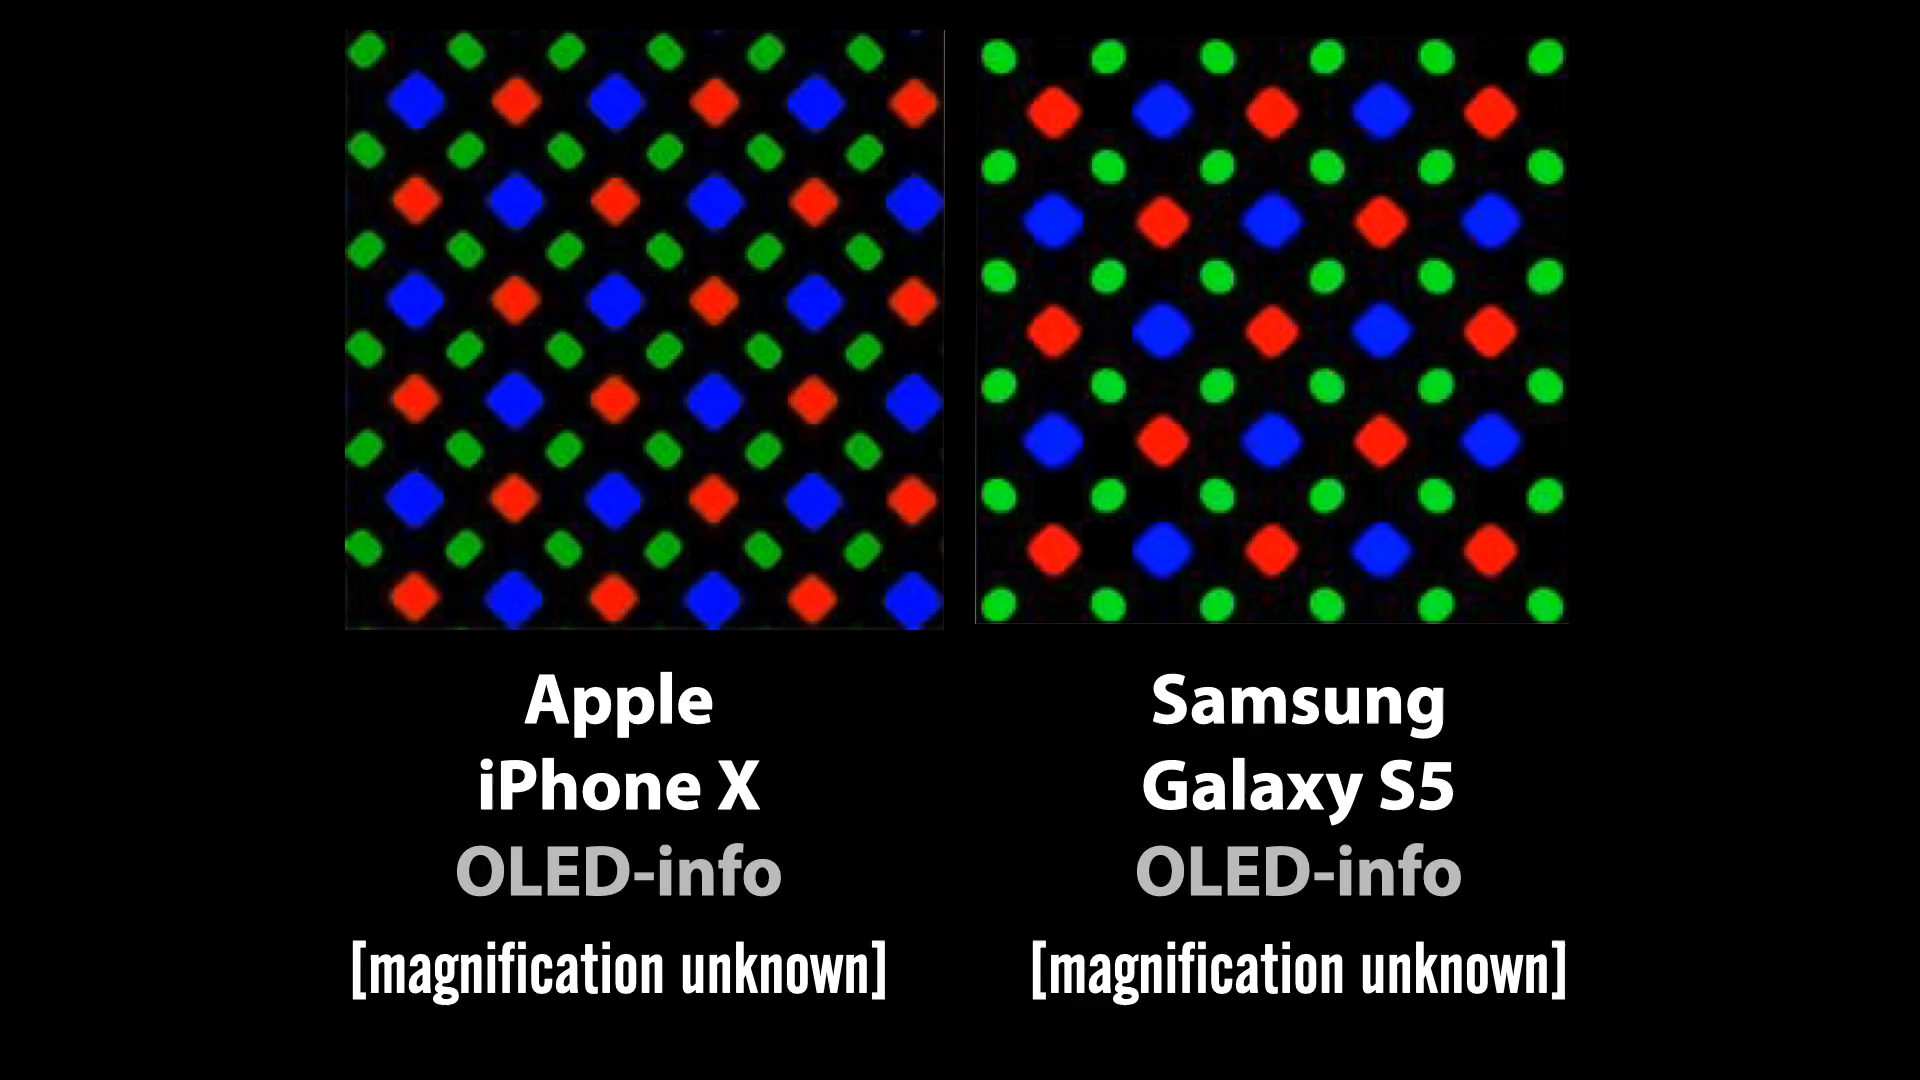 Apple
iPhone X
OLED-info
[magnification unknown]
Samsung
Galaxy S5
OLED-info
[magnification unknown]